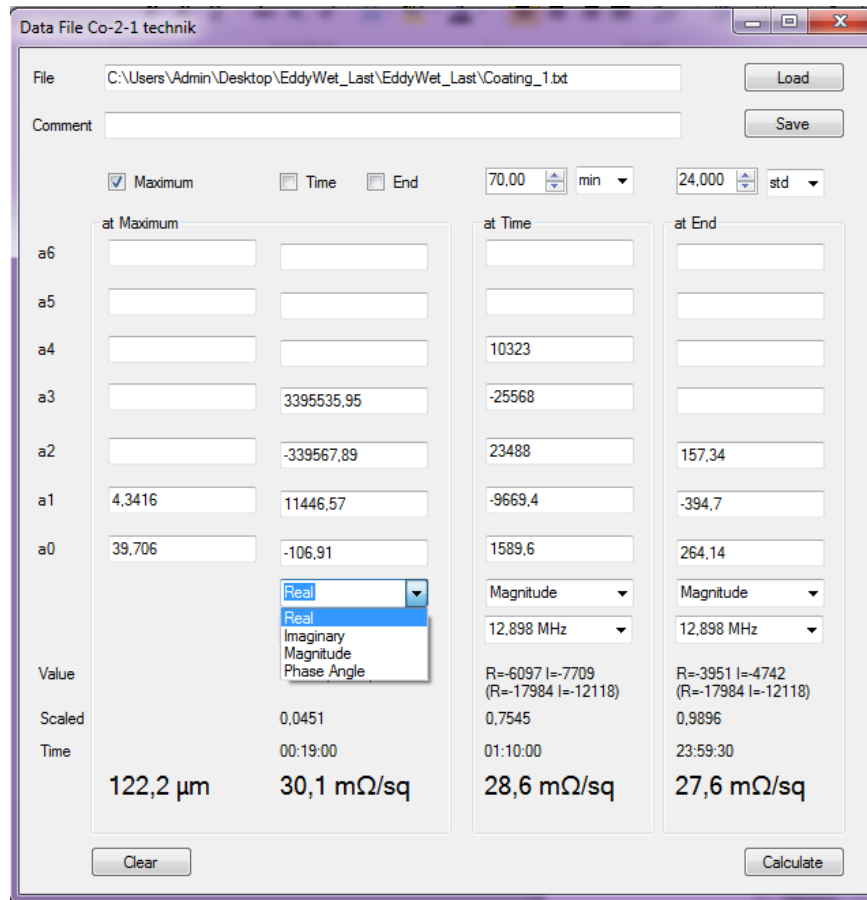 Data File Co-2-1 technik
File C:\Users\Admin\Desktop\EddyWet_Last\EddyWet_Last\Coating_1.txt Load
Comment Save
Maximum Time End 70,00 min 24,000 std
at Maximum at Time at End
a6
a5
a4 10323
a3 3395535,95 -25568
a2 -339567,89 23488 157,34
a1 4,3416 11446,57 -9669,4 -394,7
a0 39,706 -106,91 1589,6 264,14
Real Magnitude Magnitude
Real 12,898 MHz 12,898 MHz
Imaginary
Magnitude
Phase Angle
Value R=-6097 I=-7709 R=-3951 I=-4742
(R=-17984 I=-12118) (R=-17984 I=-12118)
Scaled 0,0451 0,7545 0,9896
Time 00:19:00 01:10:00 23:59:30
122,2 µm 30,1 mΩ/sq 28,6 mΩ/sq 27,6 mΩ/sq
Clear Calculate